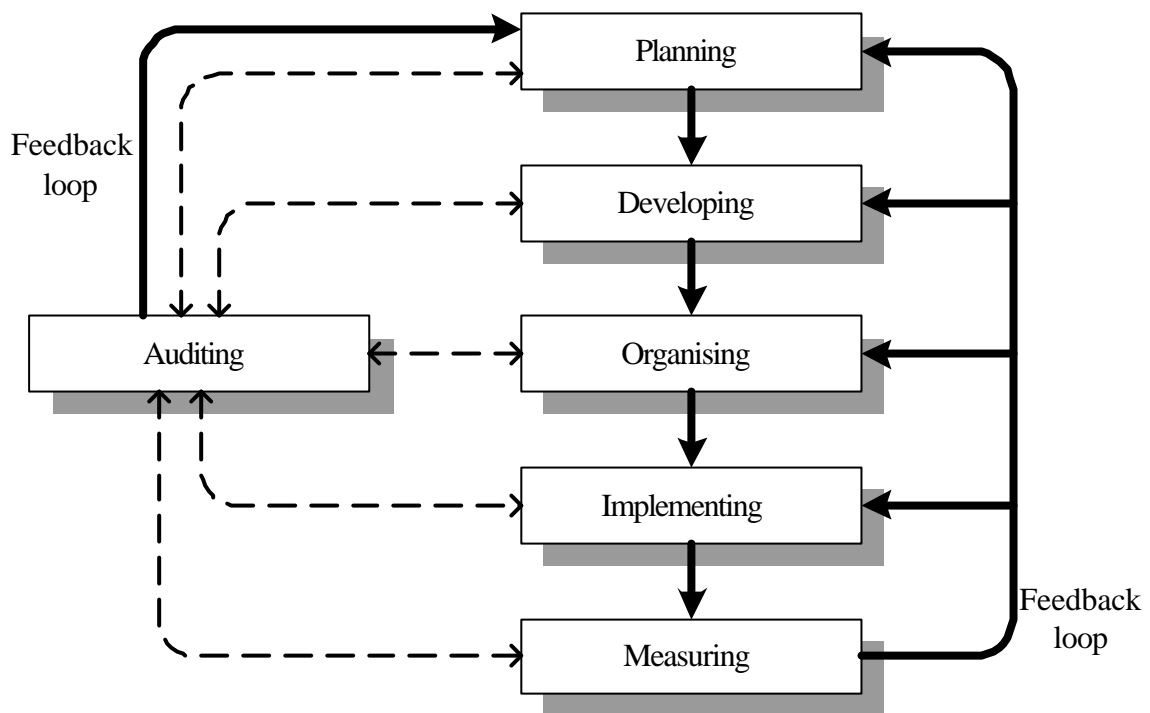 Planning
Feedback
loop
Developing
Auditing
Organising
Implementing
Feedback
loop
Measuring